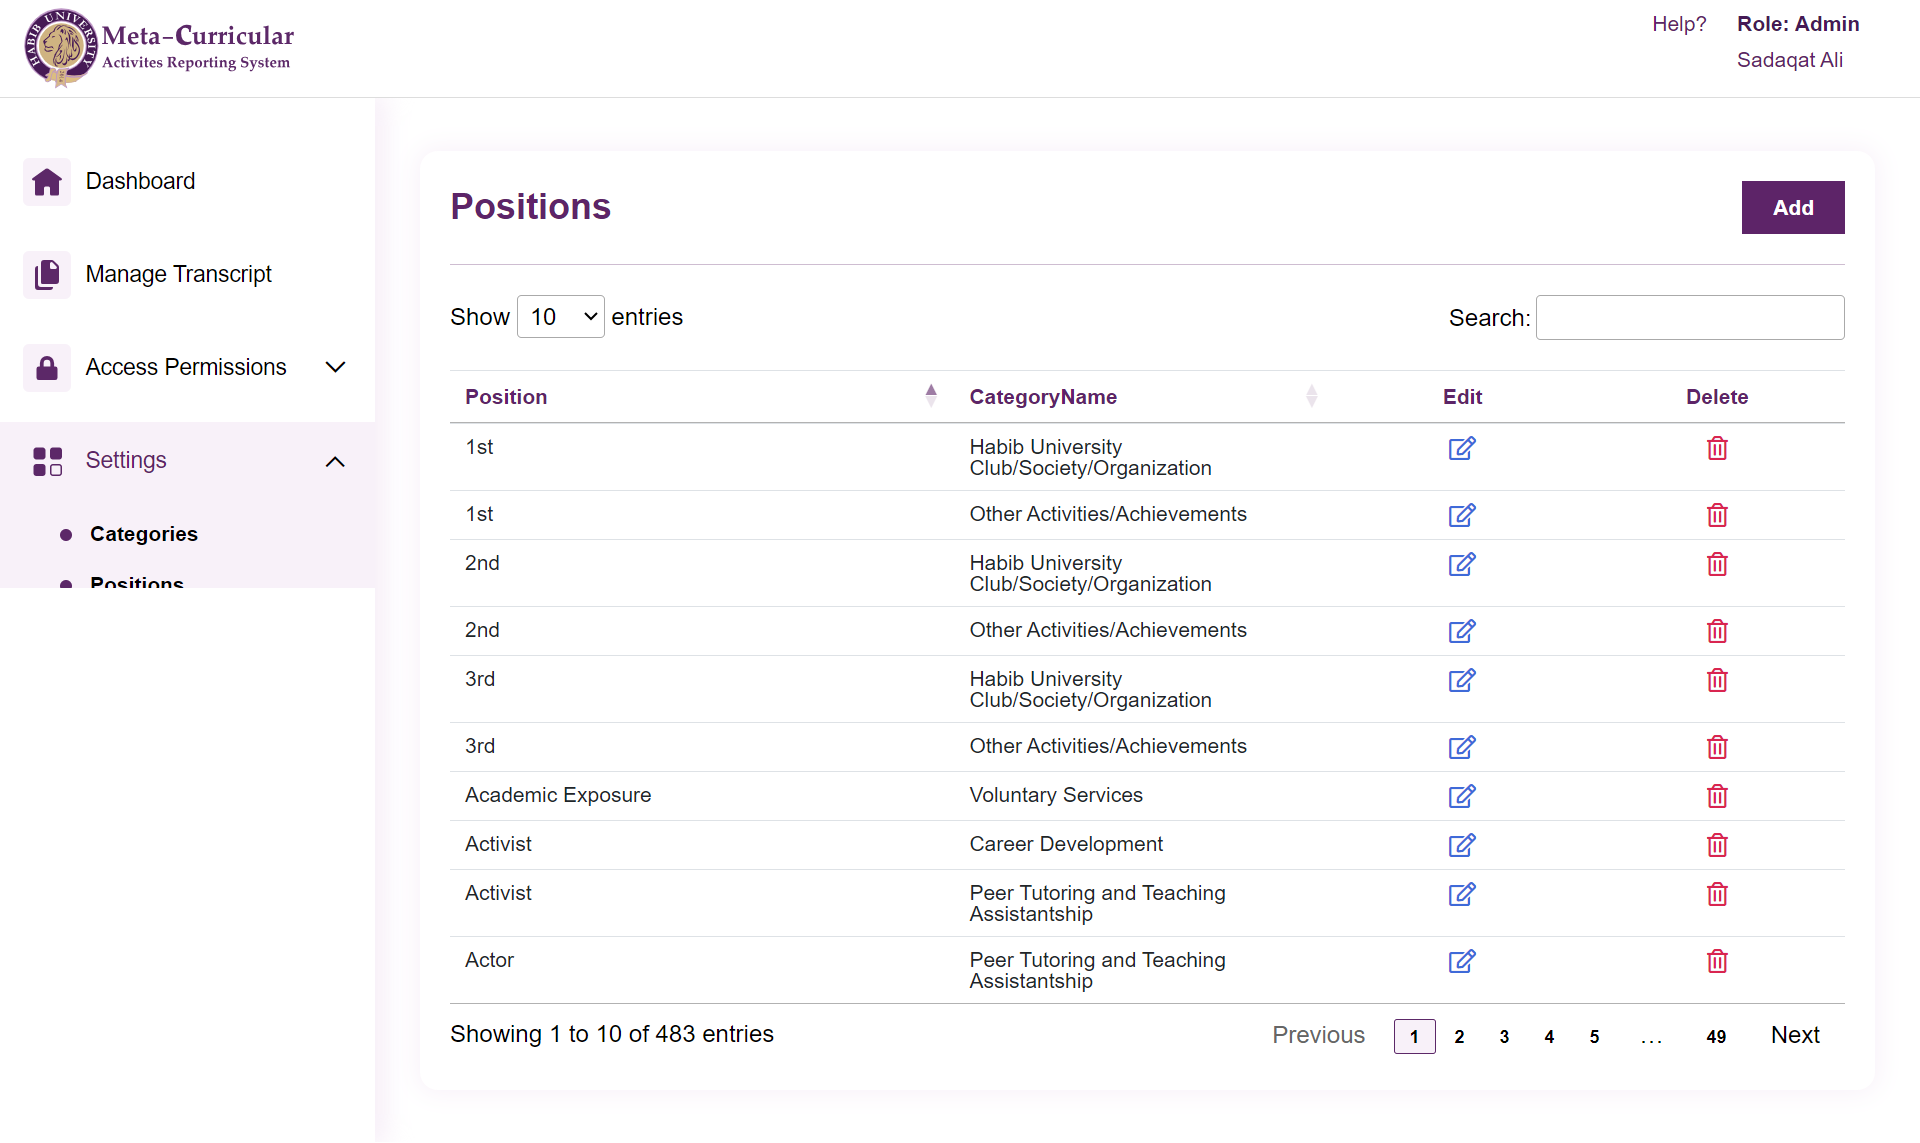 HABIB UNIVERSITY
Meta-Curricular
Activites Reporting System
Help?
Role: Admin
Sadaqat Ali
Dashboard
Manage Transcript
Access Permissions
Settings
Categories
Positions
Positions
Add
Show 10 entries
Search:
Position CategoryName Edit Delete
1st Habib University
Club/Society/Organization
1st Other Activities/Achievements
2nd Habib University
Club/Society/Organization
2nd Other Activities/Achievements
3rd Habib University
Club/Society/Organization
3rd Other Activities/Achievements
Academic Exposure Voluntary Services
Activist Career Development
Activist Peer Tutoring and Teaching
Assistantship
Actor Peer Tutoring and Teaching
Assistantship
Showing 1 to 10 of 483 entries
Previous 1 2 3 4 5 ... 49 Next